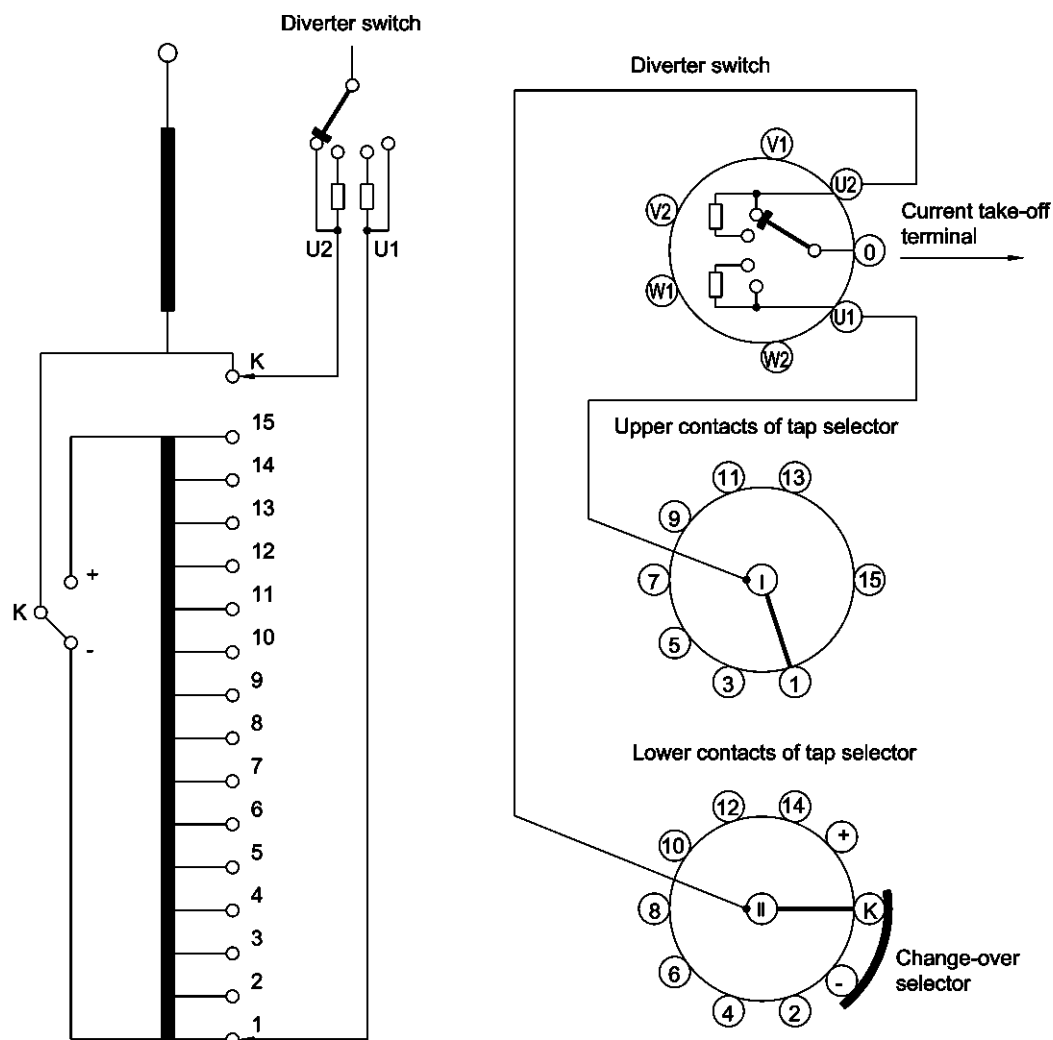 Diverter switch
U2
U1
K
15
14
13
12
11
10
9
8
7
6
5
4
3
2
1
+
K
-
Diverter switch
V1
U2
V2
0
W1
U1
W2
Current take-off
terminal
Upper contacts of tap selector
11
13
9
7
I
15
5
3
1
Lower contacts of tap selector
12
14
10
+
8
II
K
6
-
4
2
Change-over
selector